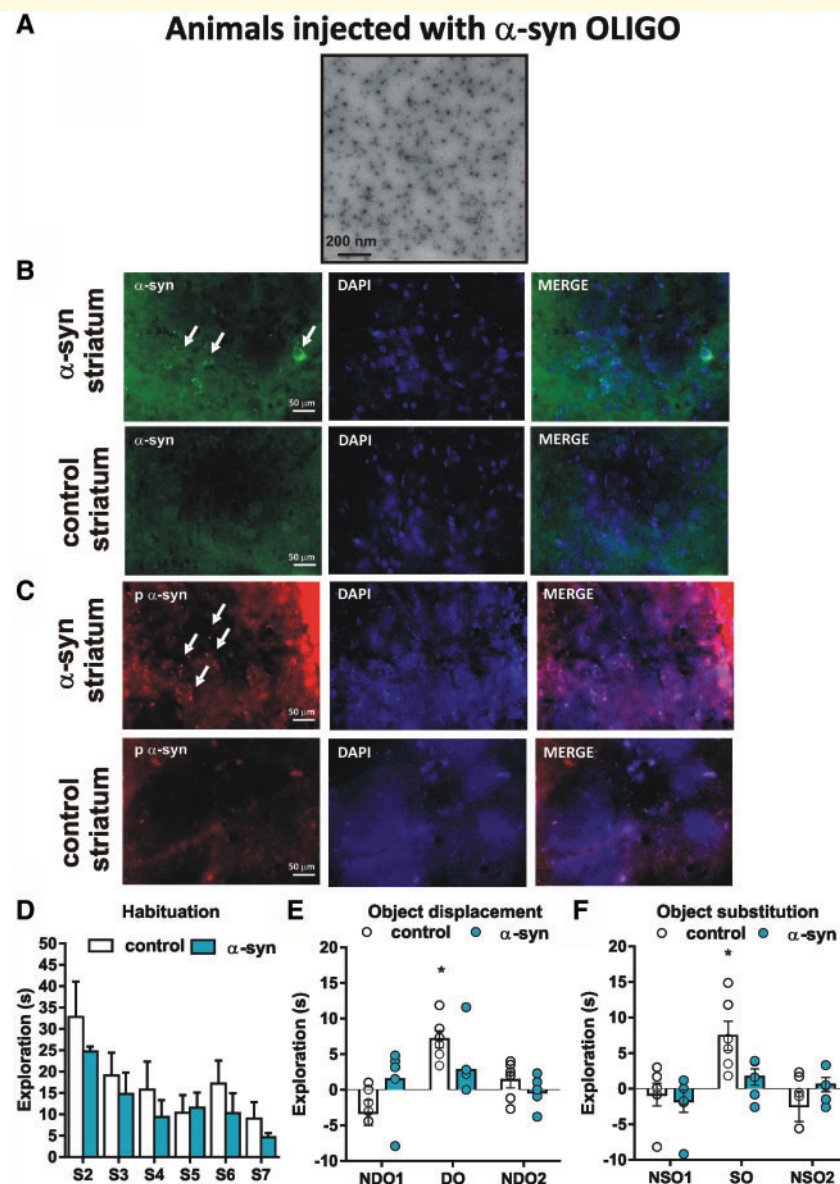 A
Animals injected with α-syn OLIGO
200 nm
B
α-syn striatum
α-syn
50 μm
DAPI
MERGE
control striatum
α-syn
50 μm
DAPI
MERGE
C
α-syn striatum
p α-syn
50 μm
DAPI
MERGE
control striatum
p α-syn
50 μm
DAPI
MERGE
D
Habituation
control
α-syn
Exploration (s)
50
45
40
35
30
25
20
15
10
5
0
S2 S3 S4 S5 S6 S7
E
Object displacement
control
α-syn
*
Exploration (s)
20
15
10
5
0
-5
-10
NDO1 DO NDO2
F
Object substitution
control
α-syn
*
Exploration (s)
20
15
10
5
0
-5
-10
NSO1 SO NSO2